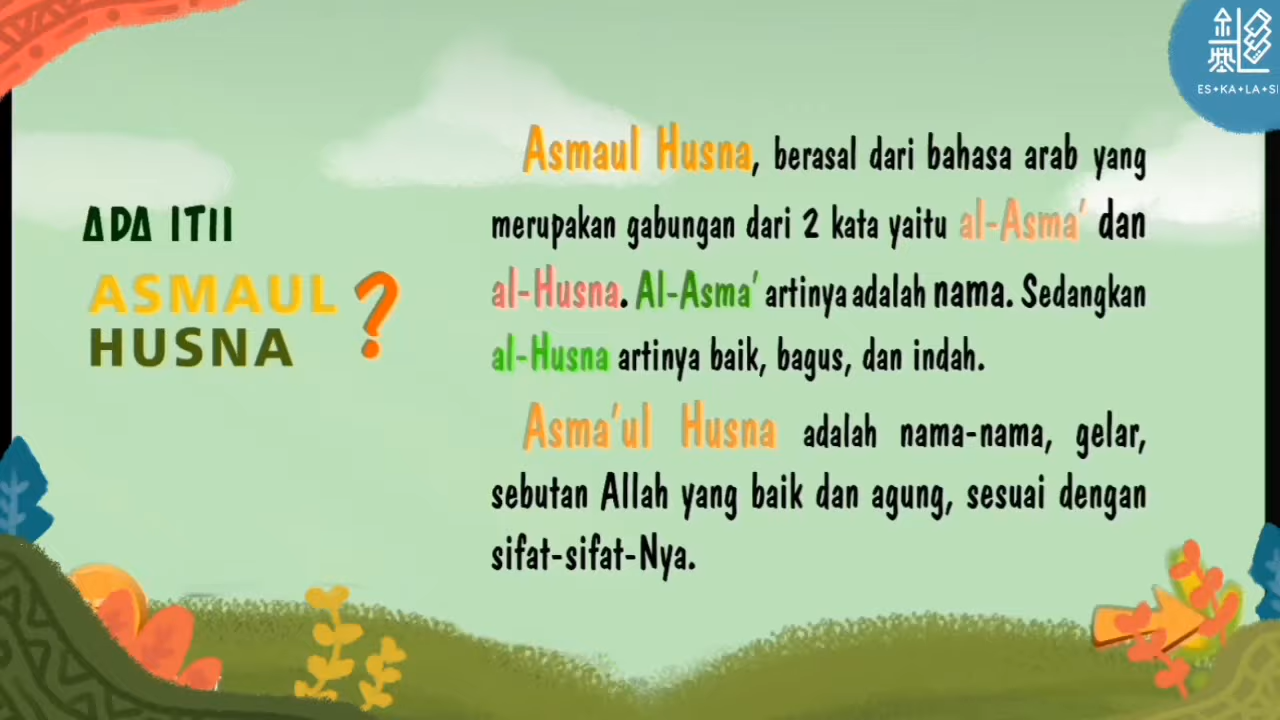 ADA ITII
ASMAUL
HUSNA ?
Asmaul Husna, berasal dari bahasa arab yang
merupakan gabungan dari 2 kata yaitu al-Asma' dan
al-Husna. Al-Asma' artinya adalah nama. Sedangkan
al-Husna artinya baik, bagus, dan indah.
Asma'ul Husna adalah nama-nama, gelar,
sebutan Allah yang baik dan agung, sesuai dengan
sifat-sifat-Nya.
ES+KA+LA+SI